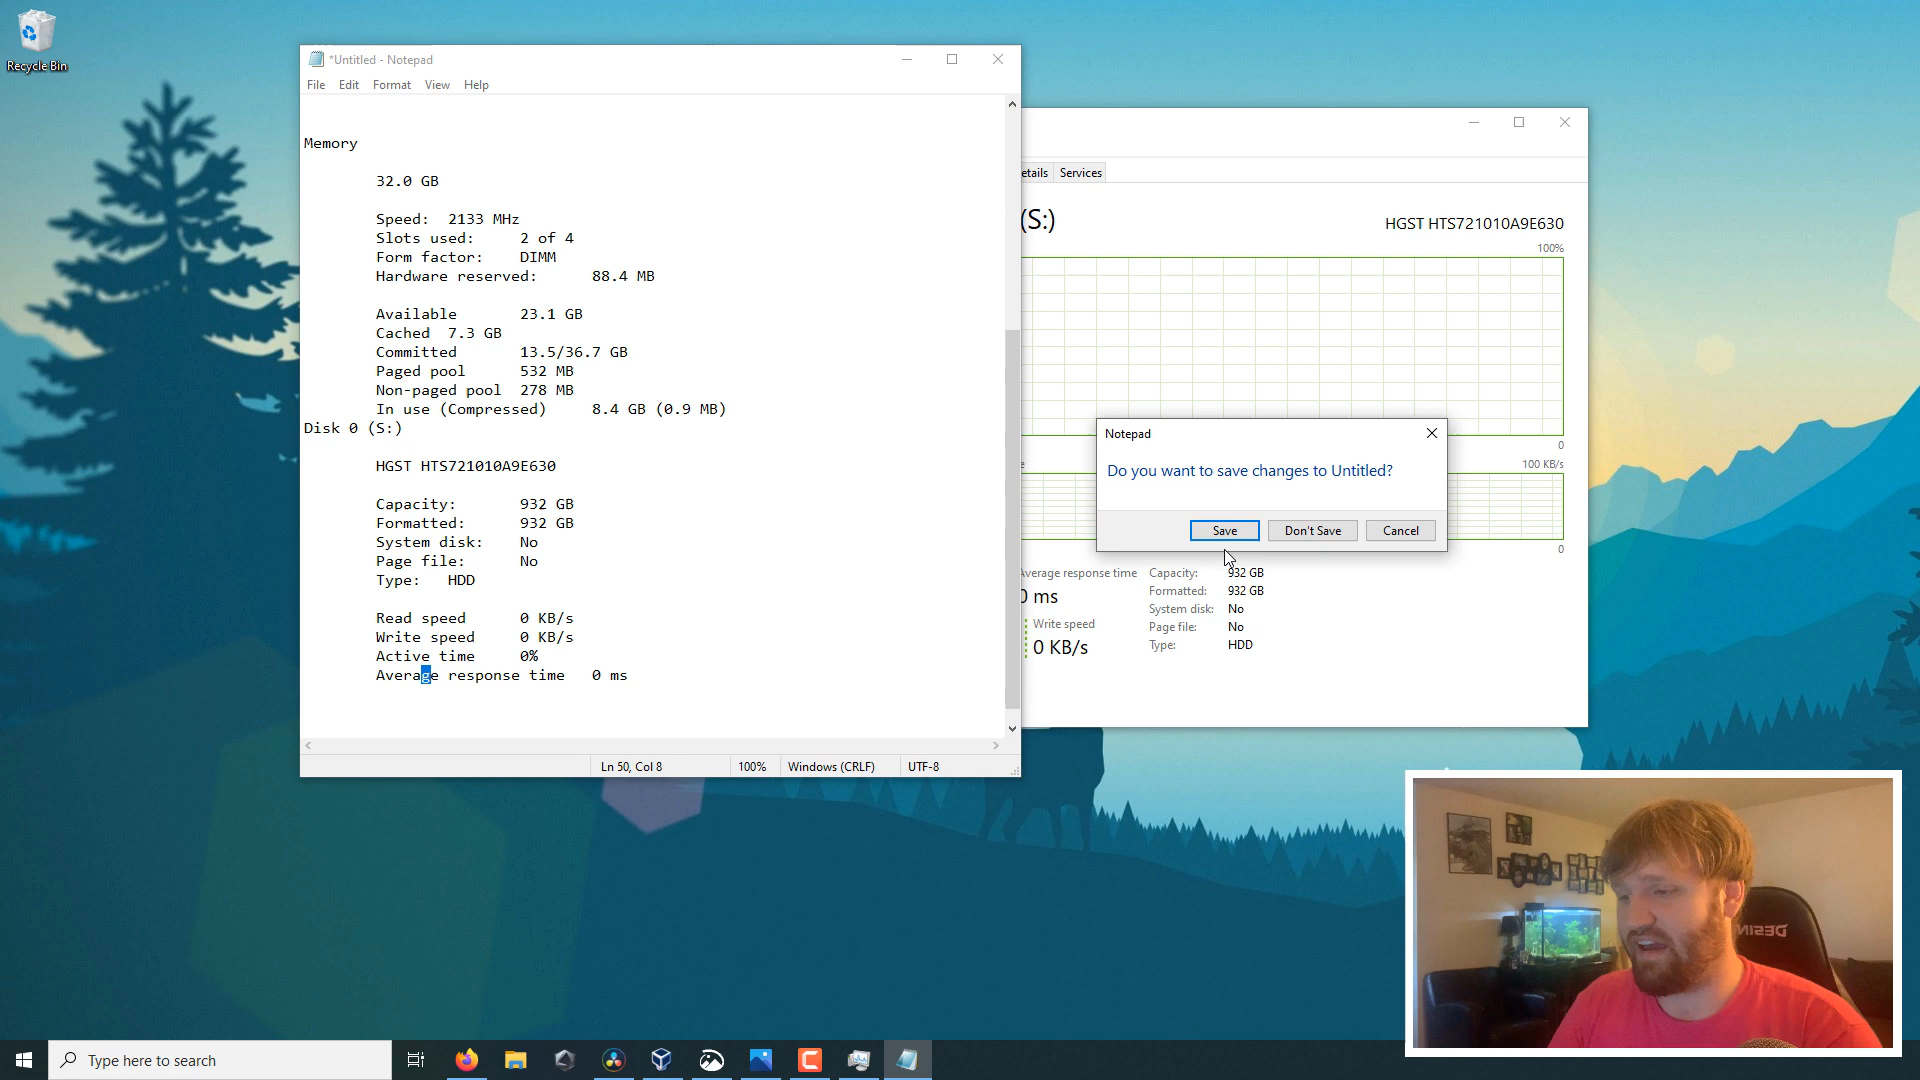 Recycle Bin
*Untitled - Notepad
File Edit Format View Help
Memory
32.0 GB
Speed: 2133 MHz
Slots used: 2 of 4
Form factor: DIMM
Hardware reserved: 88.4 MB
Available 23.1 GB
Cached 7.3 GB
Committed 13.5/36.7 GB
Paged pool 532 MB
Non-paged pool 278 MB
In use (Compressed) 8.4 GB (0.9 MB)
Disk 0 (S:)
HGST HTS721010A9E630
Capacity: 932 GB
Formatted: 932 GB
System disk: No
Page file: No
Type: HDD
Read speed 0 KB/s
Write speed 0 KB/s
Active time 0%
Average response time 0 ms
Ln 50, Col 8 100% Windows (CRLF) UTF-8
etails Services
(S:) HGST HTS721010A9E630
100%
0
e 100 KB/s
0
Notepad
Do you want to save changes to Untitled?
Save Don't Save Cancel
Average response time
0 ms
Write speed
0 KB/s
Capacity: 932 GB
Formatted: 932 GB
System disk: No
Page file: No
Type: HDD
DESIN
Type here to search